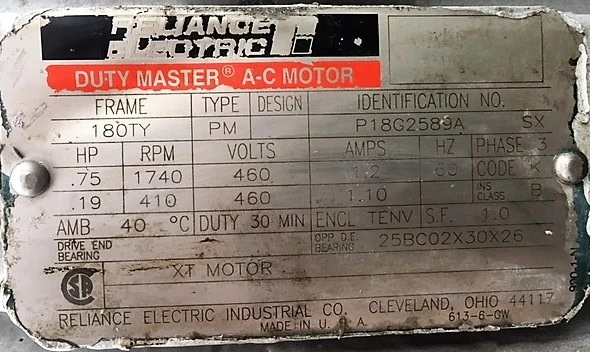 RELIANCE
ELECTRIC
DUTY MASTER® A-C MOTOR
FRAME TYPE DESIGN IDENTIFICATION NO.
180TY PM P18G2589A SX
HP RPM VOLTS AMPS HZ PHASE 3
.75 1740 460 1.2 60 CODE K
.19 410 460 1.10 INS CLASS B
AMB 40 °C DUTY 30 MIN ENCL TENV S.F. 1.0
DRIVE END BEARING OPP D.E. BEARING 25BC02X30X26
XT MOTOR
RELIANCE ELECTRIC INDUSTRIAL CO. CLEVELAND, OHIO 44117
MADE IN U. S. A. 613-6-GW